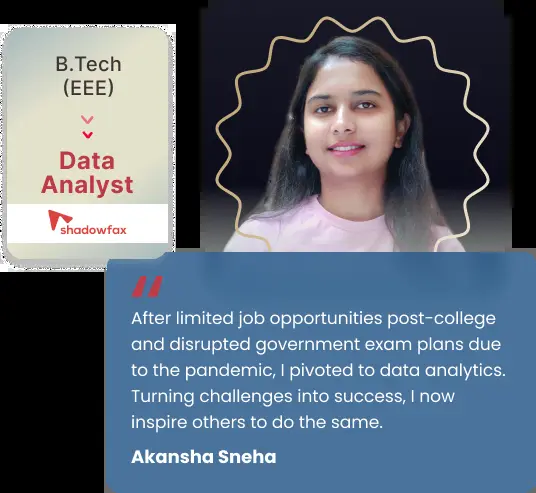 B.Tech
(EEE)
Data
Analyst
shadowfax
“
After limited job opportunities post-college
and disrupted government exam plans due
to the pandemic, I pivoted to data analytics.
Turning challenges into success, I now
inspire others to do the same.
Akansha Sneha